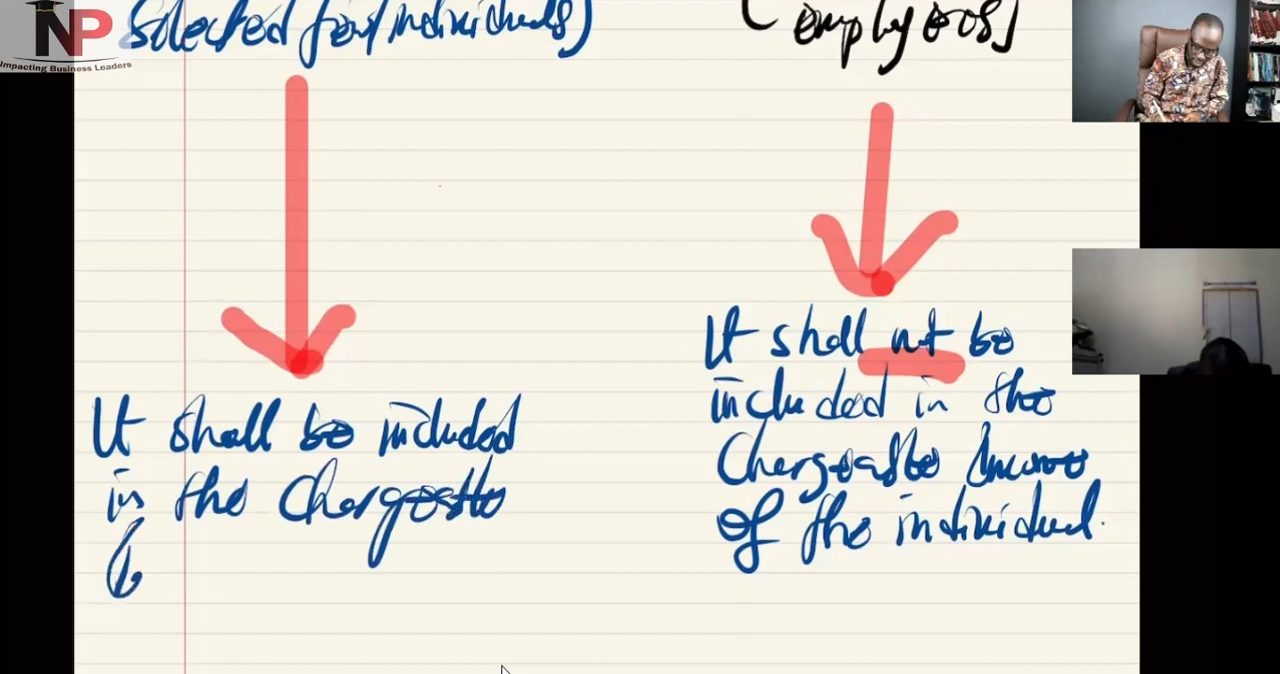 NP
Impacting Business Leaders
selected few individuals)
(employees)
It shall be included
in the Chargeable
It shall not be
included in the
Chargeable Income
of the individual.